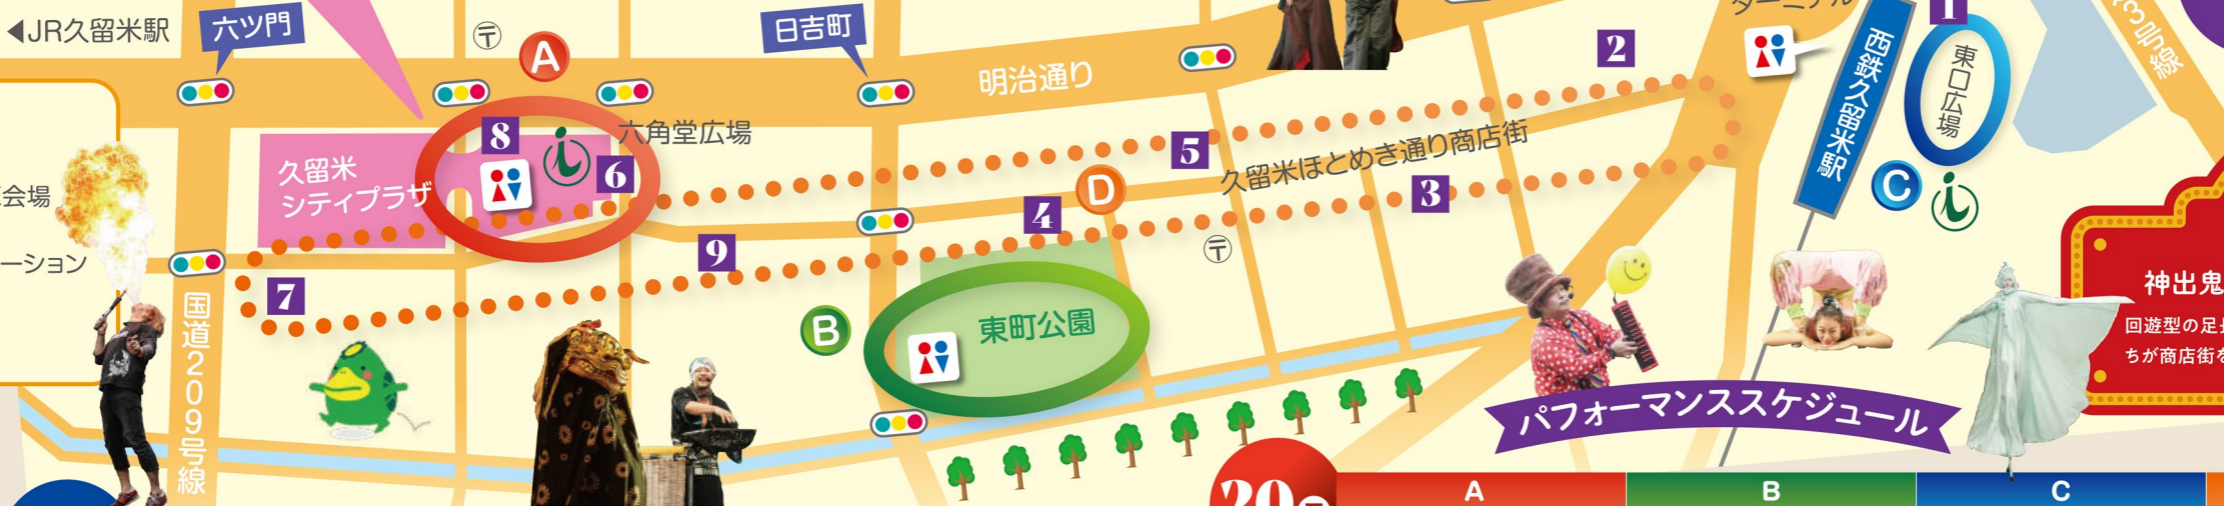 ◀JR久留米駅
六ツ門
〒
A
日吉町
明治通り
2
ターミナル
西鉄久留米駅
1
東口広場
3号線
久留米
シティプラザ
8
6
六角堂広場
5
久留米ほとめき通り商店街
D
4
3
C
会場
ーション
7
9
〒
国道209号線
B
東町公園
神出鬼
回遊型の足長
ちが商店街を
パフォーマンススケジュール
20
A
B
C